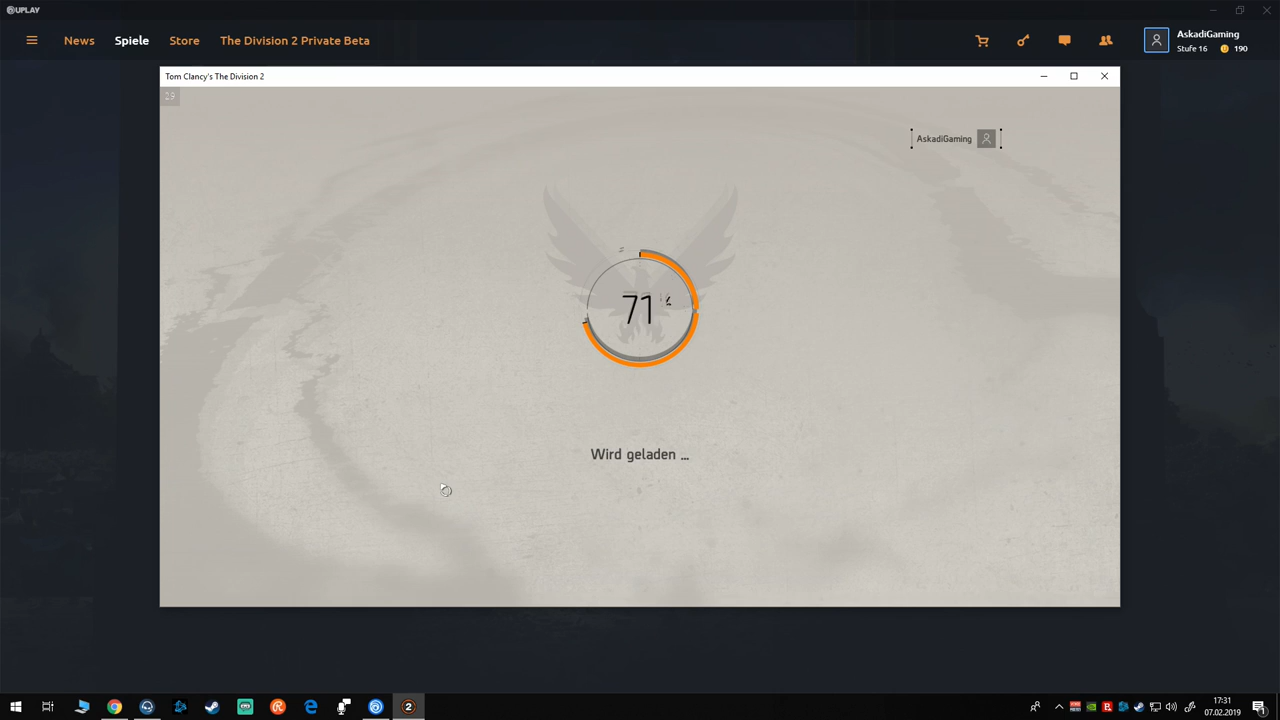 UPLAY
News Spiele Store The Division 2 Private Beta
AskadiGaming
Stufe 16 190
Tom Clancy's The Division 2
29
AskadiGaming
71 %
Wird geladen ...
17:31
07.02.2019